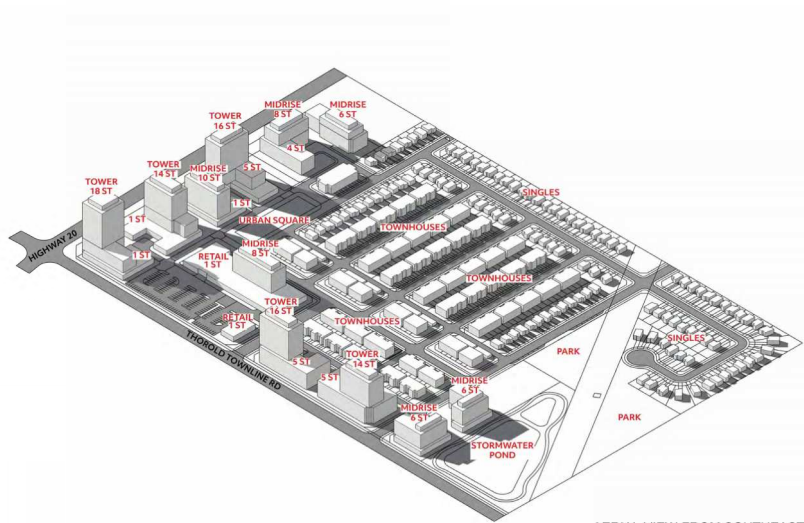 MIDRISE
8 ST
MIDRISE
6 ST
TOWER
16 ST
4 ST
TOWER
14 ST
MIDRISE
10 ST
5 ST
TOWER
18 ST
1 ST
1 ST
URBAN SQUARE
SINGLES
TOWNHOUSES
HIGHWAY 20
1 ST
RETAIL
1 ST
MIDRISE
8 ST
TOWNHOUSES
TOWER
16 ST
RETAIL
1 ST
TOWNHOUSES
THOROLD TOWNLINE RD
SINGLES
5 ST
TOWER
14 ST
5 ST
PARK
MIDRISE
6 ST
MIDRISE
6 ST
PARK
STORMWATER
POND